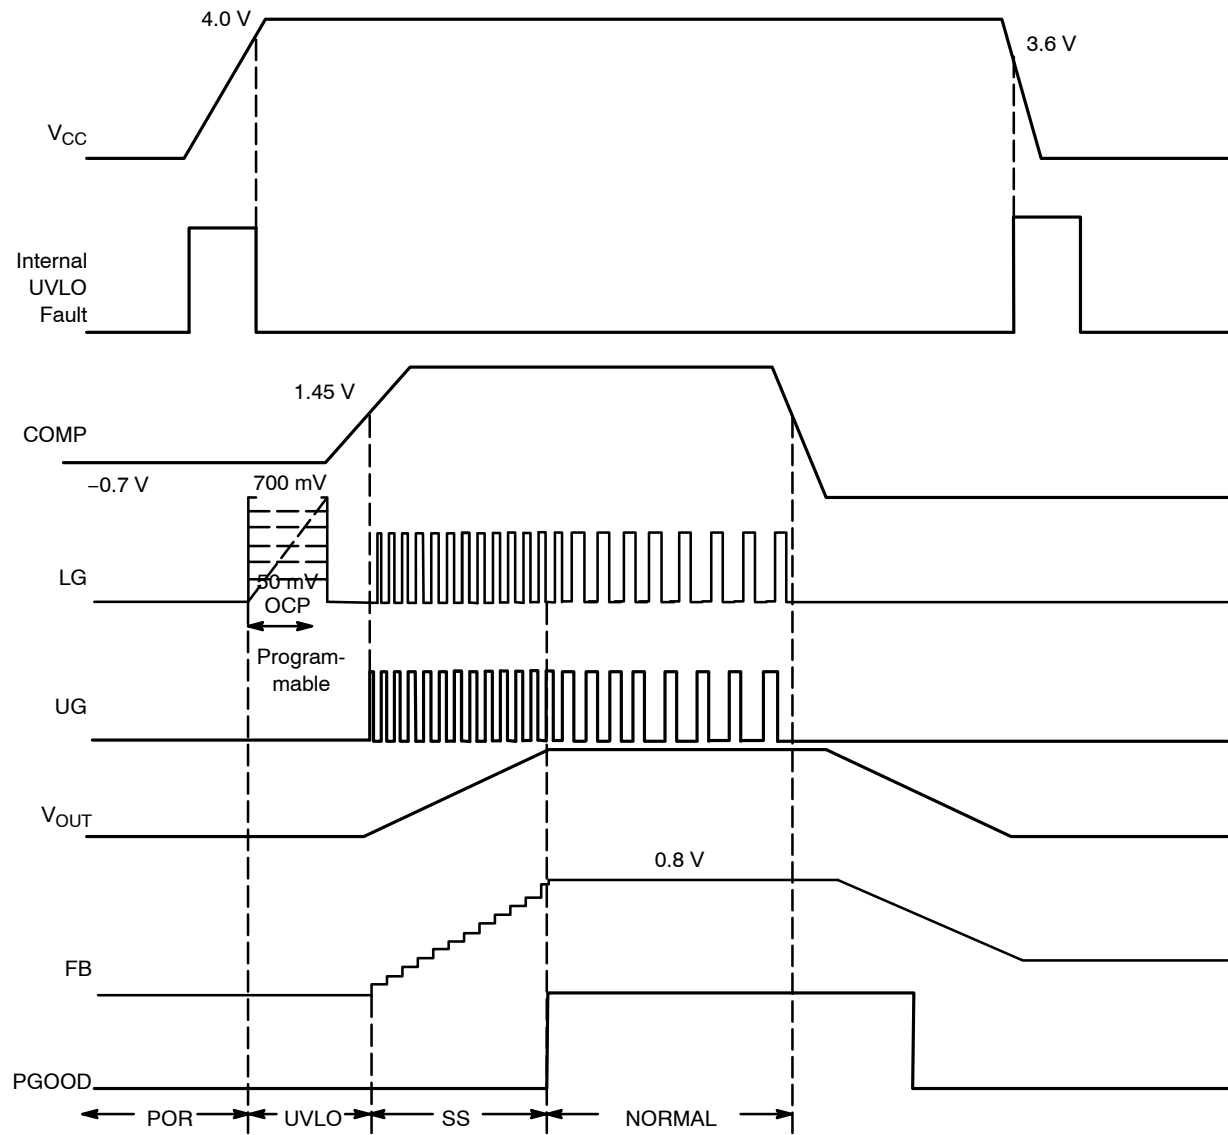 4.0 V
3.6 V
VCC
Internal
UVLO
Fault
1.45 V
COMP
−0.7 V
700 mV
LG
50 mV
OCP
Program-
mable
UG
VOUT
0.8 V
FB
PGOOD
POR
UVLO
SS
NORMAL